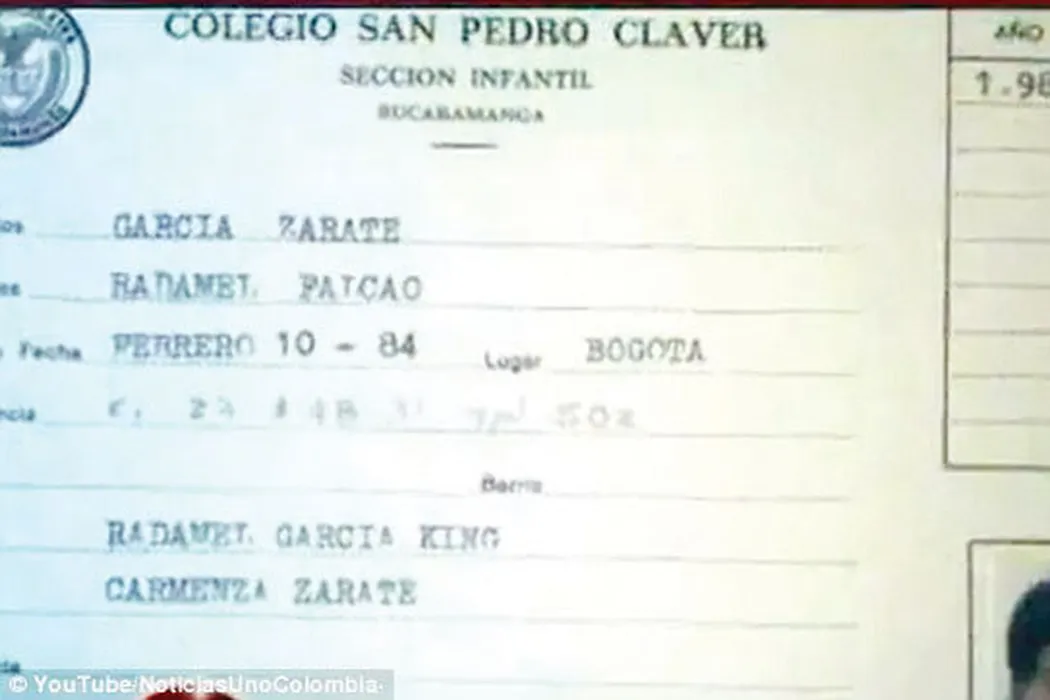 COLEGIO SAN PEDRO CLAVER
SECCION INFANTIL
BUCARAMANGA
AÑO
1.98
GARCIA ZARATE
RADAMEL FALCAO
Fecha FEBRERO 10 - 84 Lugar BOGOTA
502
Barrio
RADAMEL GARCIA KING
CARMENZA ZARATE
© YouTube/NoticiasUnoColombia